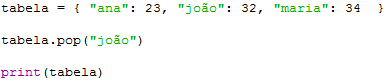 tabela = { "ana": 23, "joão": 32, "maria": 34  }
tabela.pop("joão")
print(tabela)